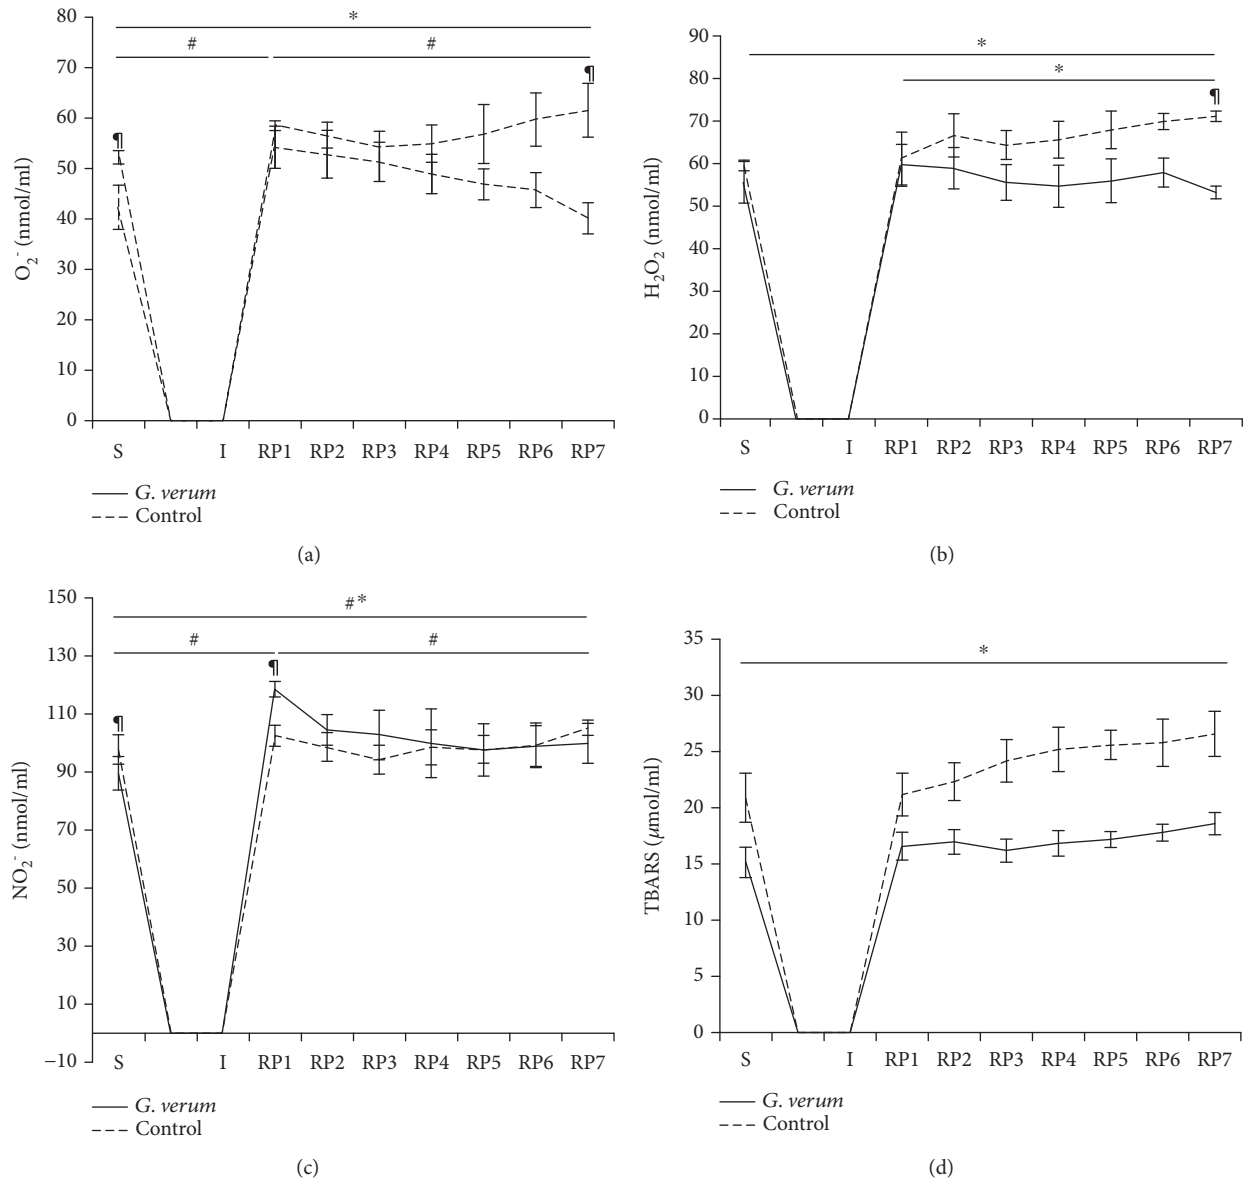 80
70
60
50
40
30
20
10
0
O₂⁻ (nmol/ml)
*
# #
¶ ¶
S I RP1 RP2 RP3 RP4 RP5 RP6 RP7
G. verum
Control
(a)
90
80
70
60
50
40
30
20
10
0
H₂O₂ (nmol/ml)
*
*
¶
S I RP1 RP2 RP3 RP4 RP5 RP6 RP7
G. verum
Control
(b)
150
130
110
90
70
50
30
10
−10
NO₂⁻ (nmol/ml)
#*
# #
¶ ¶
S I RP1 RP2 RP3 RP4 RP5 RP6 RP7
G. verum
Control
(c)
35
30
25
20
15
10
5
0
TBARS (μmol/ml)
*
S I RP1 RP2 RP3 RP4 RP5 RP6 RP7
G. verum
Control
(d)